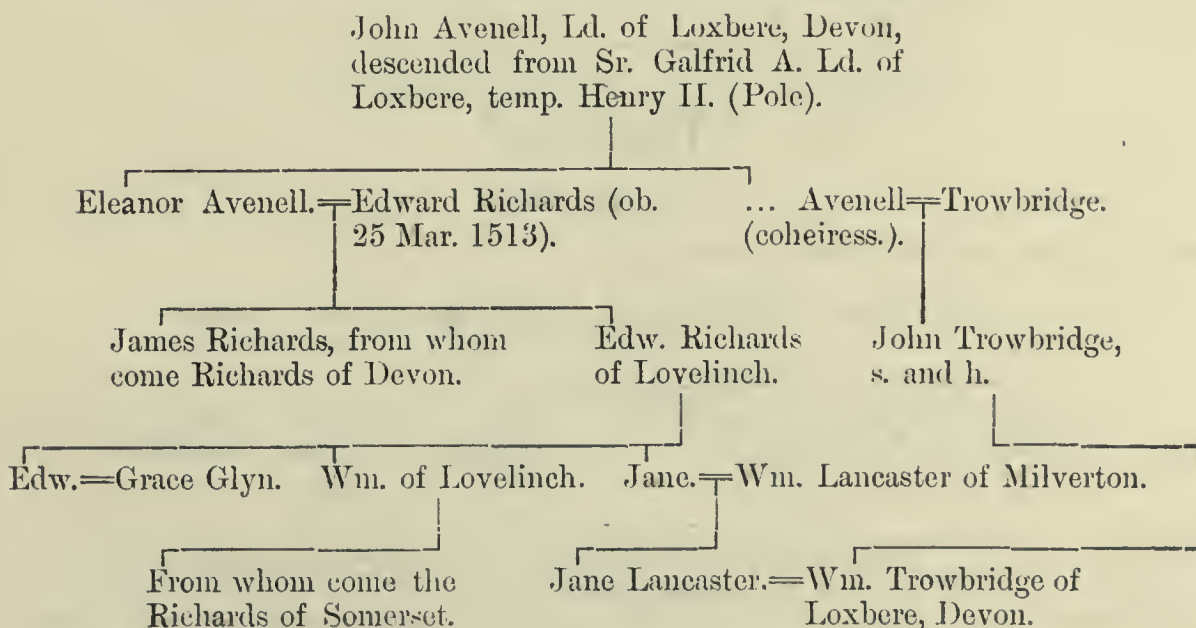 John Avenell, Ld. of Loxbere, Devon,
descended from Sr. Galfrid A. Ld. of
Loxbere, temp. Henry II. (Pole).
Eleanor Avenell.=Edward Richards (ob.
25 Mar. 1513).
... Avenell=Trowbridge.
(coheiress.).
James Richards, from whom
come Richards of Devon.
Edw. Richards
of Lovelinch.
John Trowbridge,
s. and h.
Edw.=Grace Glyn. Wm. of Lovelinch. Jane.=Wm. Lancaster of Milverton.
From whom come the
Richards of Somerset.
Jane Lancaster.=Wm. Trowbridge of
Loxbere, Devon.